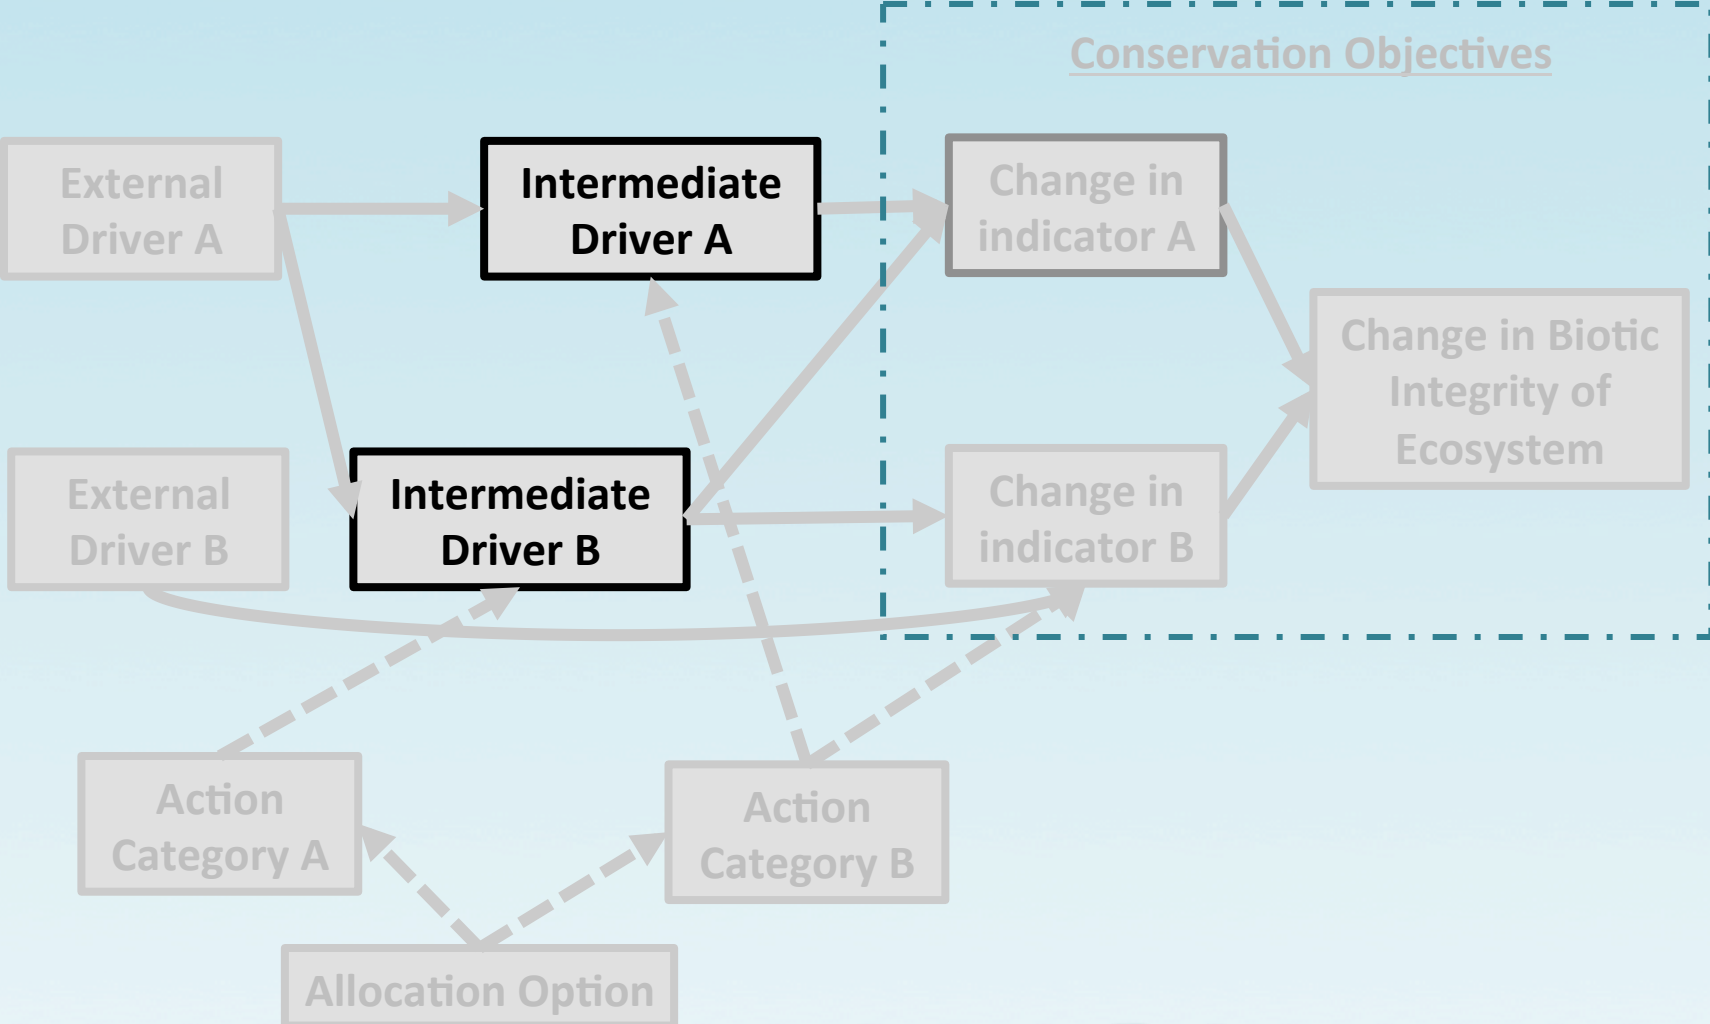 Conservation Objectives
External
Driver A
Intermediate
Driver A
Change in
indicator A
Change in Biotic
Integrity of
Ecosystem
External
Driver B
Intermediate
Driver B
Change in
indicator B
Action
Category A
Action
Category B
Allocation Option